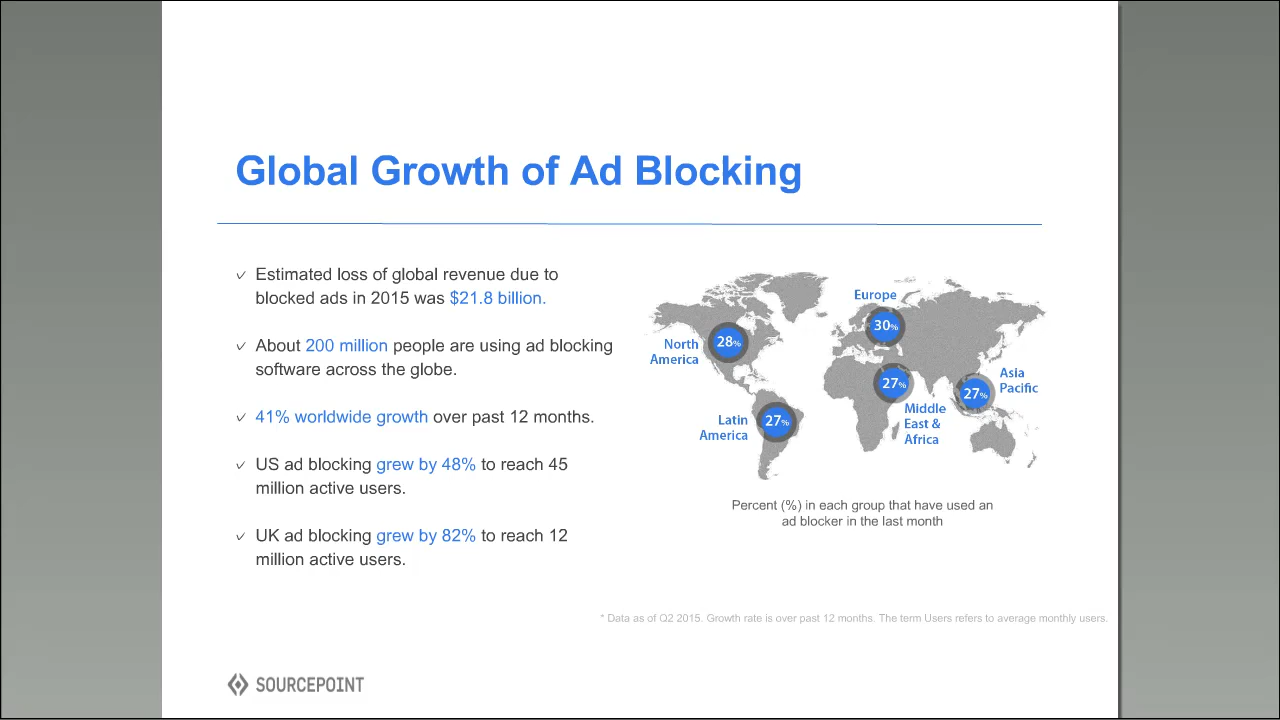 Global Growth of Ad Blocking
✓ Estimated loss of global revenue due to
blocked ads in 2015 was $21.8 billion.
✓ About 200 million people are using ad blocking
software across the globe.
✓ 41% worldwide growth over past 12 months.
✓ US ad blocking grew by 48% to reach 45
million active users.
✓ UK ad blocking grew by 82% to reach 12
million active users.
Europe
30%
North
America
28%
Asia
Pacific
27%
Middle
East &
Africa
27%
Latin
America
27%
Percent (%) in each group that have used an
ad blocker in the last month
* Data as of Q2 2015. Growth rate is over past 12 months. The term Users refers to average monthly users.
SOURCEPOINT